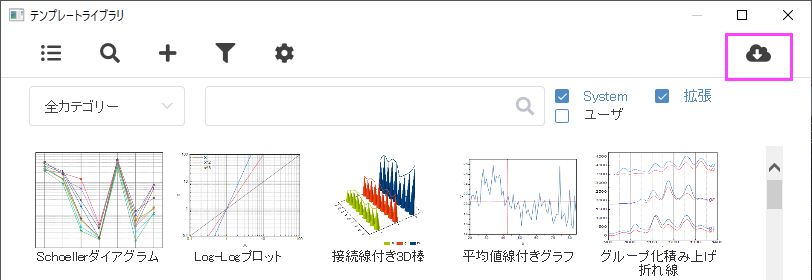 テンプレートライブラリ
全カテゴリー
System
拡張
ユーザ
Schoellerダイアグラム
Log-Logプロット
接続線付き3D棒
平均値線付きグラフ
グループ化積み上げ
折れ線